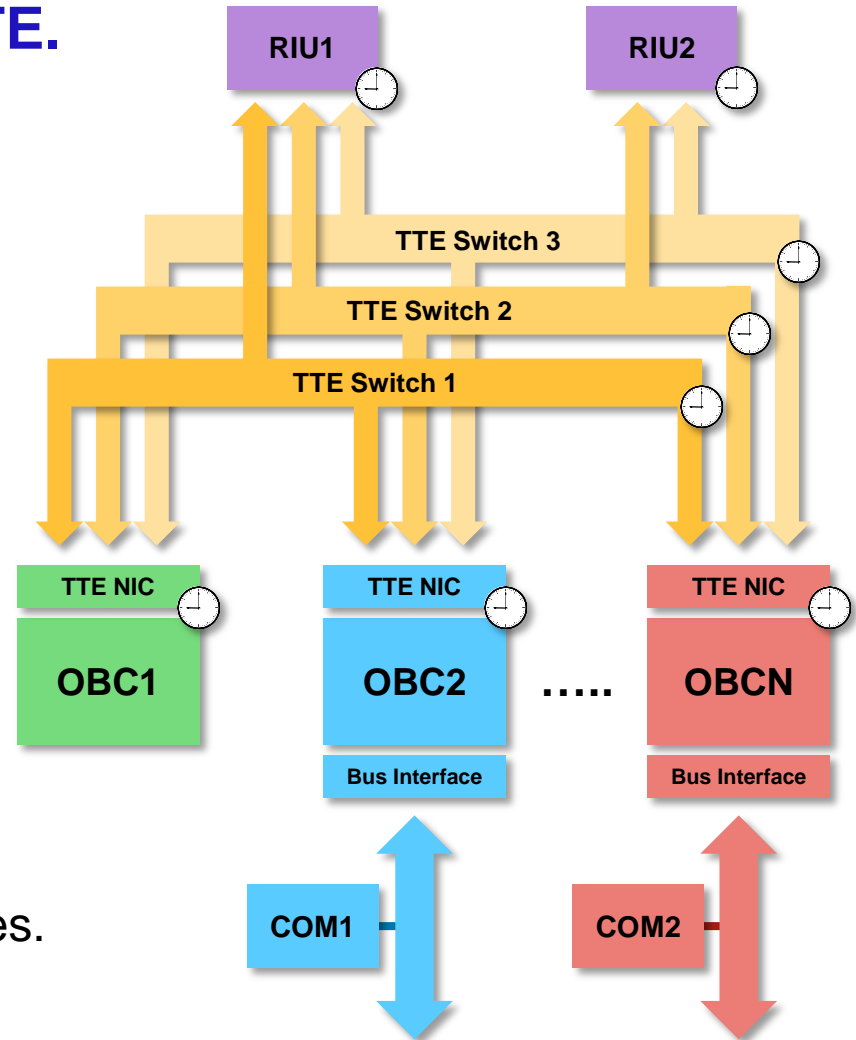 TE.
RIU1
RIU2
TTE Switch 3
TTE Switch 2
TTE Switch 1
TTE NIC
TTE NIC
TTE NIC
OBC1
OBC2
.....
OBCN
Bus Interface
Bus Interface
es.
COM1
COM2